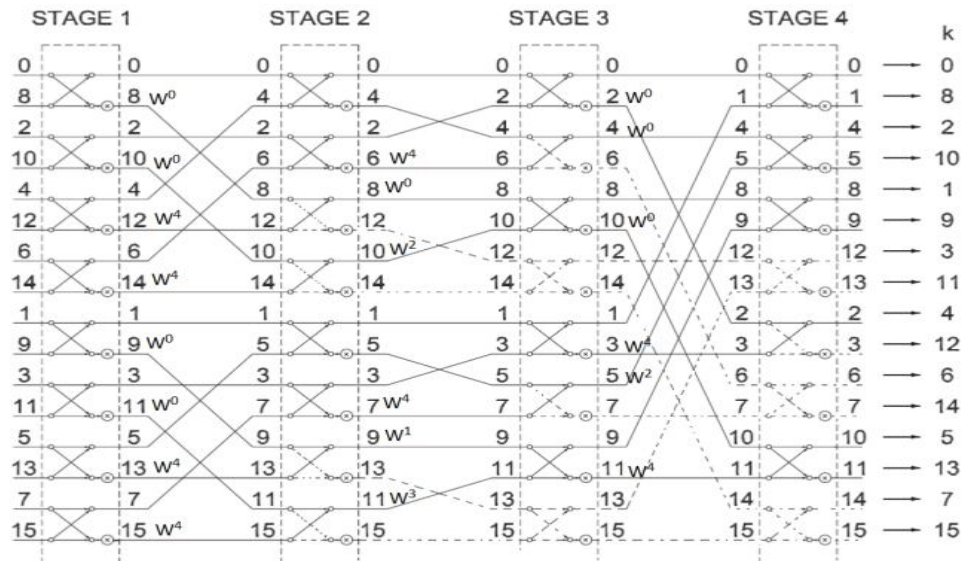 STAGE 1 STAGE 2 STAGE 3 STAGE 4
k
0 0 0 0 0 0 0 0 → 0
8 8 W⁰ 4 4 2 2 W⁰ 1 1 → 8
2 2 2 2 4 4 W⁰ 4 4 → 2
10 10 W⁰ 6 6 W⁴ 6 6 5 5 → 10
4 4 8 8 W⁰ 8 8 8 8 → 1
12 12 W⁴ 12 12 10 10 W⁰ 9 9 → 9
6 6 10 10 W² 12 12 12 12 → 3
14 14 W⁴ 14 14 14 14 13 13 → 11
1 1 1 1 1 1 2 2 → 4
9 9 W⁰ 5 5 3 3 W⁴ 3 3 → 12
3 3 3 3 5 5 W² 6 6 → 6
11 11 W⁰ 7 7 W⁴ 7 7 7 7 → 14
5 5 9 9 W¹ 9 9 10 10 → 5
13 13 W⁴ 13 13 11 11 W⁴ 11 11 → 13
7 7 11 11 W³ 13 13 14 14 → 7
15 15 W⁴ 15 15 15 15 15 15 → 15